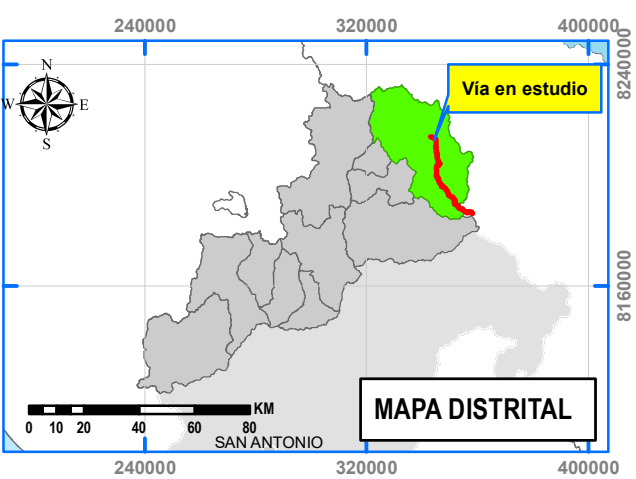 240000 320000 400000
8240000
N
W E
S
Vía en estudio
8160000
MAPA DISTRITAL
KM
0 10 20 40 60 80
SAN ANTONIO
240000 320000 400000